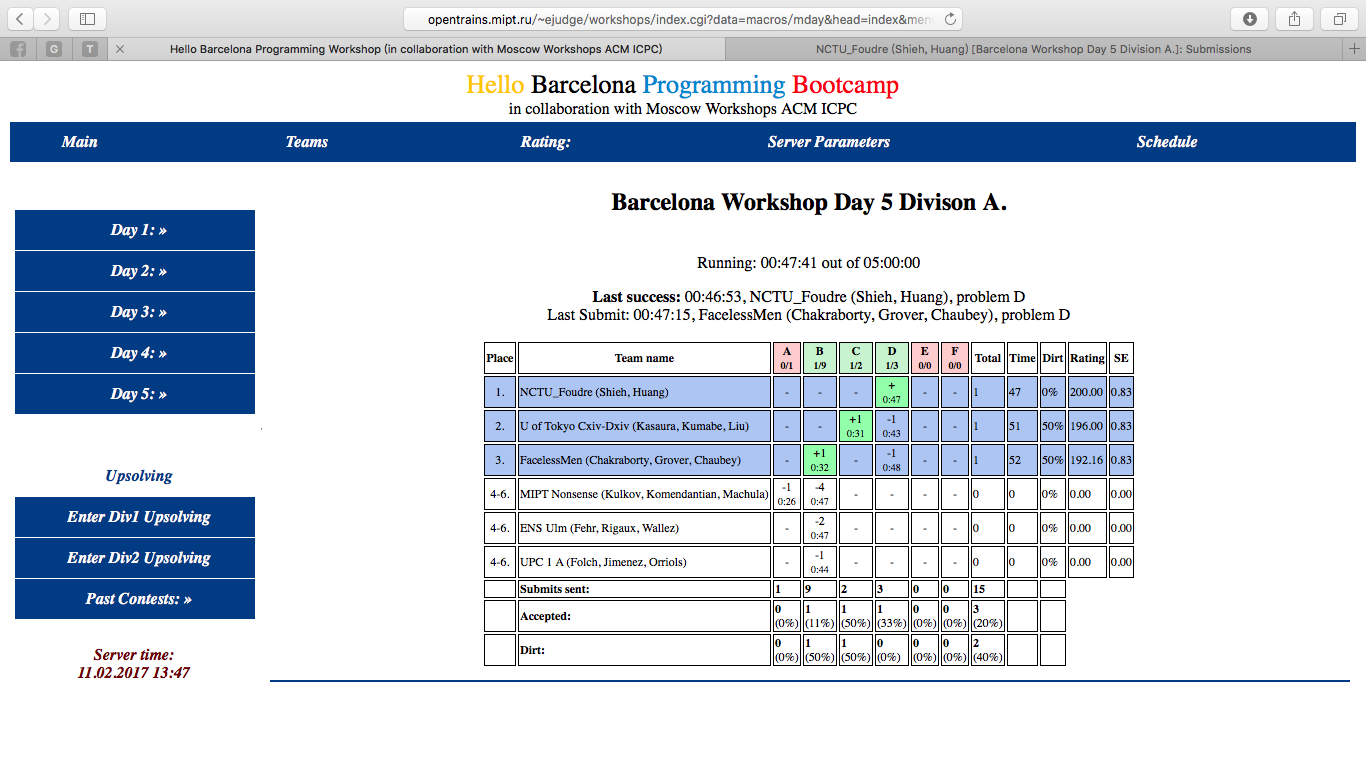 opentrains.mipt.ru/~ejudge/workshops/index.cgi?data=macros/mday&head=index&men
G T Hello Barcelona Programming Workshop (in collaboration with Moscow Workshops ACM ICPC) NCTU_Foudre (Shieh, Huang) [Barcelona Workshop Day 5 Division A.]: Submissions
Hello Barcelona Programming Bootcamp
in collaboration with Moscow Workshops ACM ICPC
Main Teams Rating: Server Parameters Schedule
Day 1: »
Day 2: »
Day 3: »
Day 4: »
Day 5: »
Upsolving
Enter Div1 Upsolving
Enter Div2 Upsolving
Past Contests: »
Server time:
11.02.2017 13:47
Barcelona Workshop Day 5 Divison A.
Running: 00:47:41 out of 05:00:00
Last success: 00:46:53, NCTU_Foudre (Shieh, Huang), problem D
Last Submit: 00:47:15, FacelessMen (Chakraborty, Grover, Chaubey), problem D
Place Team name A 0/1 B 1/9 C 1/2 D 1/3 E 0/0 F 0/0 Total Time Dirt Rating SE
1. NCTU_Foudre (Shieh, Huang) - - - + 0:47 - - 1 47 0% 200.00 0.83
2. U of Tokyo Cxiv-Dxiv (Kasaura, Kumabe, Liu) - - +1 0:31 -1 0:43 - - 1 51 50% 196.00 0.83
3. FacelessMen (Chakraborty, Grover, Chaubey) - +1 0:32 - -1 0:48 - - 1 52 50% 192.16 0.83
4-6. MIPT Nonsense (Kulkov, Komendantian, Machula) -1 0:26 -4 0:47 - - - - 0 0 0% 0.00 0.00
4-6. ENS Ulm (Fehr, Rigaux, Wallez) - -2 0:47 - - - - 0 0 0% 0.00 0.00
4-6. UPC 1 A (Folch, Jimenez, Orriols) - -1 0:44 - - - - 0 0 0% 0.00 0.00
Submits sent: 1 9 2 3 0 0 15
Accepted: 0 (0%) 1 (11%) 1 (50%) 1 (33%) 0 (0%) 0 (0%) 3 (20%)
Dirt: 0 (0%) 1 (50%) 1 (50%) 0 (0%) 0 (0%) 0 (0%) 2 (40%)